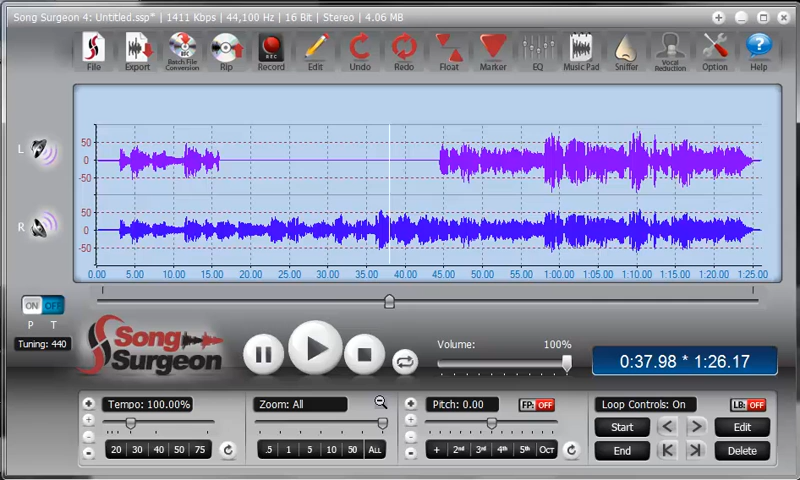 Song Surgeon 4: Untitled.ssp* | 1411 Kbps | 44,100 Hz | 16 Bit | Stereo | 4.06 MB
File Export Batch File Conversion Rip REC Record Edit Undo Redo Float Marker EQ Music Pad Sniffer Vocal Reduction Option Help
L
50
0
-50
R
50
0
-50
0.00 5.00 10.00 15.00 20.00 25.00 30.00 35.00 40.00 45.00 50.00 55.00 1:00.00 1:05.00 1:10.00 1:15.00 1:20.00 1:25.00
ON OFF
P T
Tuning: 440
Song
Surgeon
Volume: 100%
0:37.98 * 1:26.17
Tempo: 100.00% Zoom: All Pitch: 0.00 FP: OFF Loop Controls: On LB: OFF
Start Edit
20 30 40 50 75 .5 1 5 10 50 ALL + 2nd 3rd 4th 5th Oct End Delete